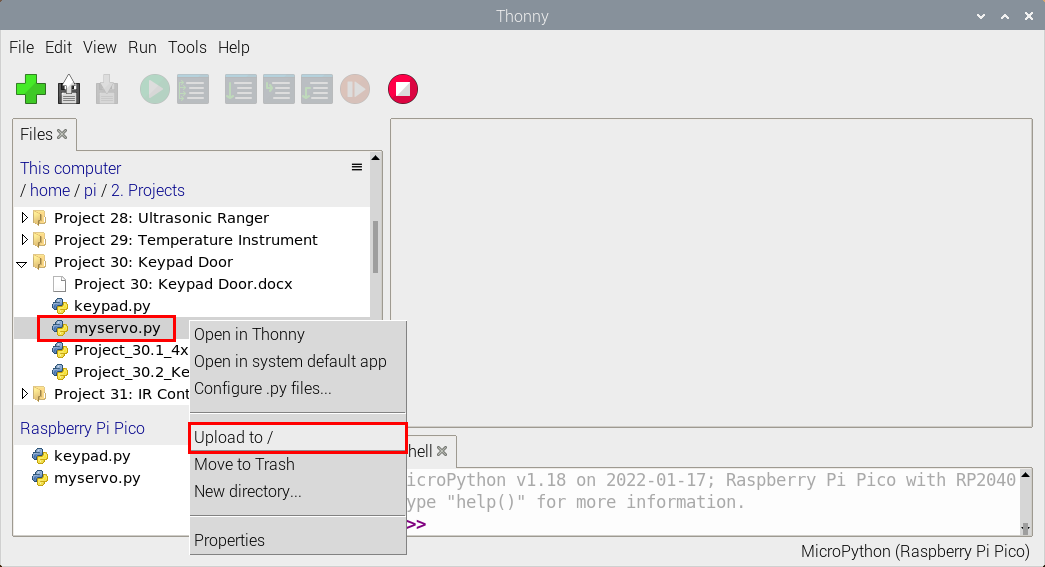 Thonny
File Edit View Run Tools Help
Files
This computer
/ home / pi / 2. Projects
Project 28: Ultrasonic Ranger
Project 29: Temperature Instrument
Project 30: Keypad Door
Project 30: Keypad Door.docx
keypad.py
myservo.py
Project_30.1_4x
Project_30.2_Ke
Project 31: IR Cont
Open in Thonny
Open in system default app
Configure .py files...
Upload to /
Move to Trash
New directory...
Properties
Raspberry Pi Pico
keypad.py
myservo.py
hell
icroPython v1.18 on 2022-01-17; Raspberry Pi Pico with RP2040
ype "help()" for more information.
>>
MicroPython (Raspberry Pi Pico)